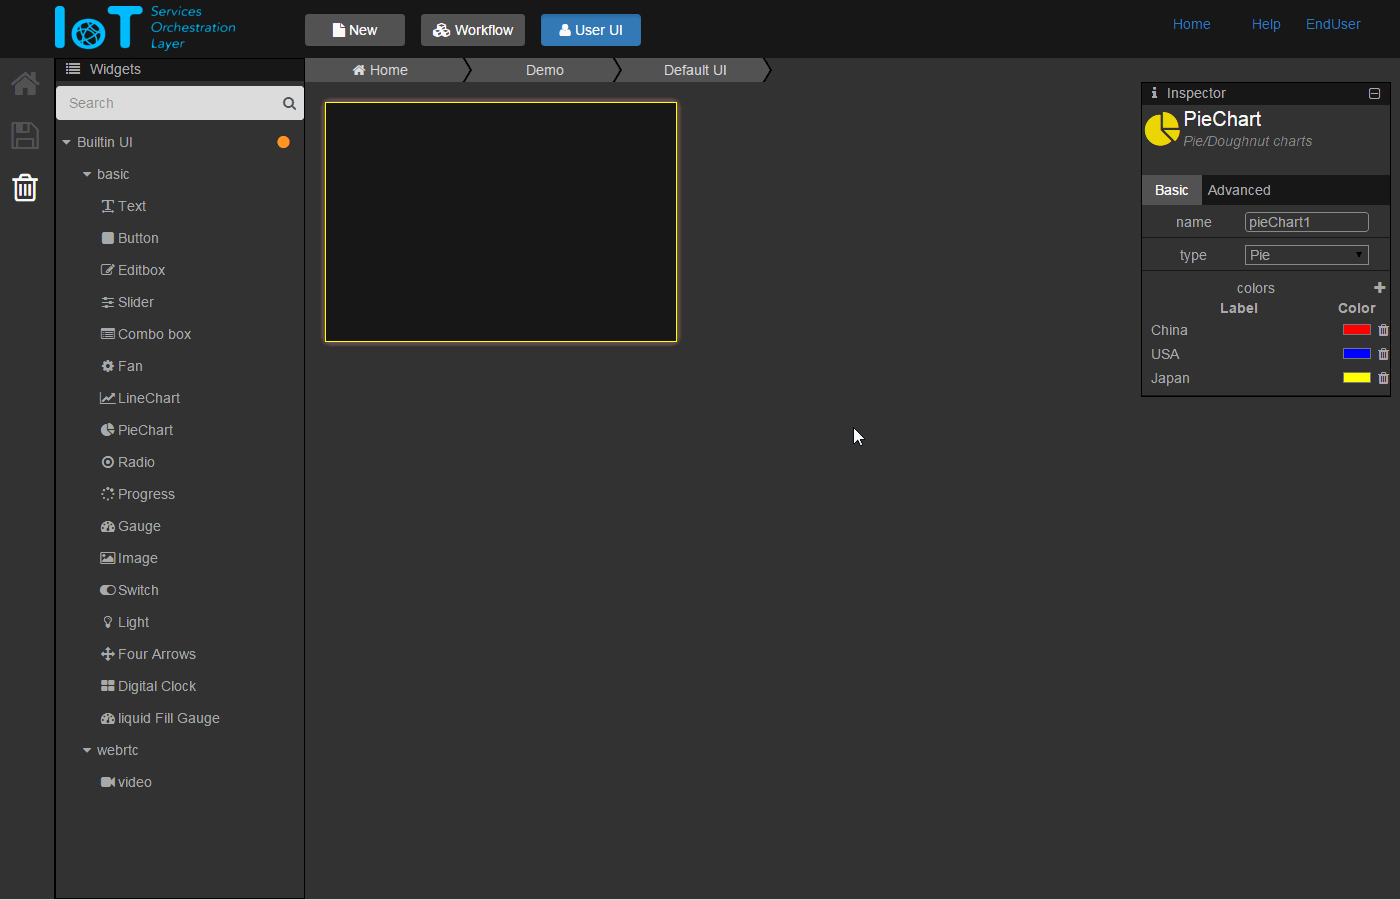 IoT Services
Orchestration
Layer
New
Workflow
User UI
Home
Help
EndUser
Widgets
Search
Builtin UI
basic
Text
Button
Editbox
Slider
Combo box
Fan
LineChart
PieChart
Radio
Progress
Gauge
Image
Switch
Light
Four Arrows
Digital Clock
liquid Fill Gauge
webrtc
video
Home
Demo
Default UI
Inspector
PieChart
Pie/Doughnut charts
Basic
Advanced
name
pieChart1
type
Pie
colors
Label
Color
China
USA
Japan